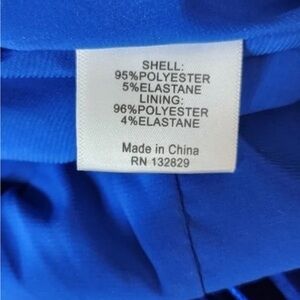 SHELL:
95%POLYESTER
5%ELASTANE
LINING:
96%POLYESTER
4%ELASTANE
Made in China
RN 132829